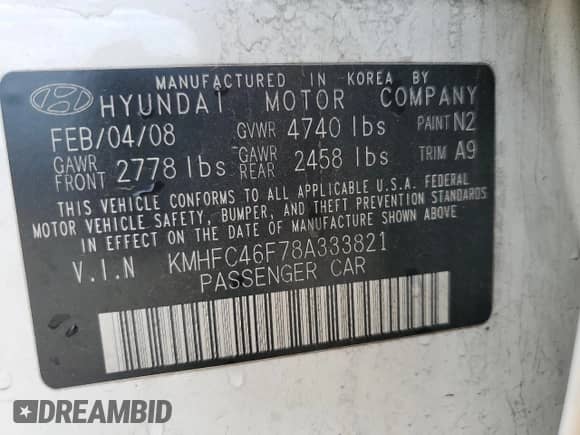 MANUFACTURED IN KOREA BY
HYUNDAI MOTOR COMPANY
FEB/04/08 GVWR 4740 lbs PAINT N2
GAWR FRONT 2778 lbs GAWR REAR 2458 lbs TRIM A9
THIS VEHICLE CONFORMS TO ALL APPLICABLE U.S.A. FEDERAL
MOTOR VEHICLE SAFETY, BUMPER, AND THEFT PREVENTION STANDARDS
IN EFFECT ON THE DATE OF MANUFACTURE SHOWN ABOVE.
V.I.N KMHFC46F78A333821
PASSENGER CAR
DREAMBID